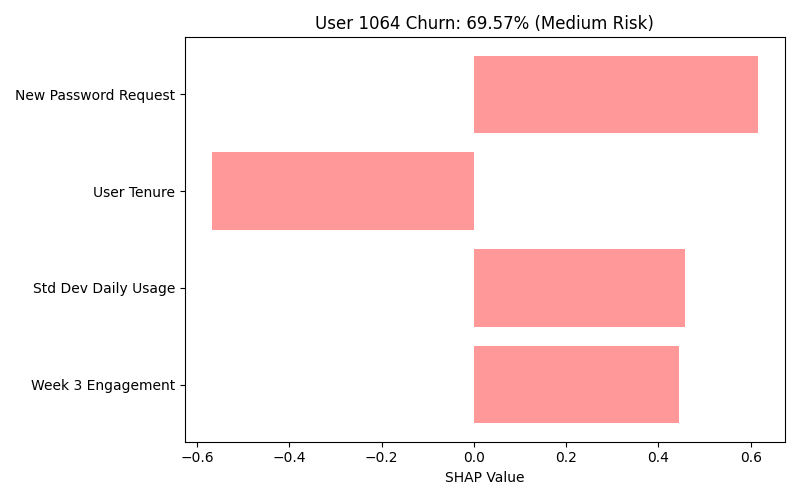 User 1064 Churn: 69.57% (Medium Risk)
New Password Request
User Tenure
Std Dev Daily Usage
Week 3 Engagement
−0.6 −0.4 −0.2 0.0 0.2 0.4 0.6
SHAP Value